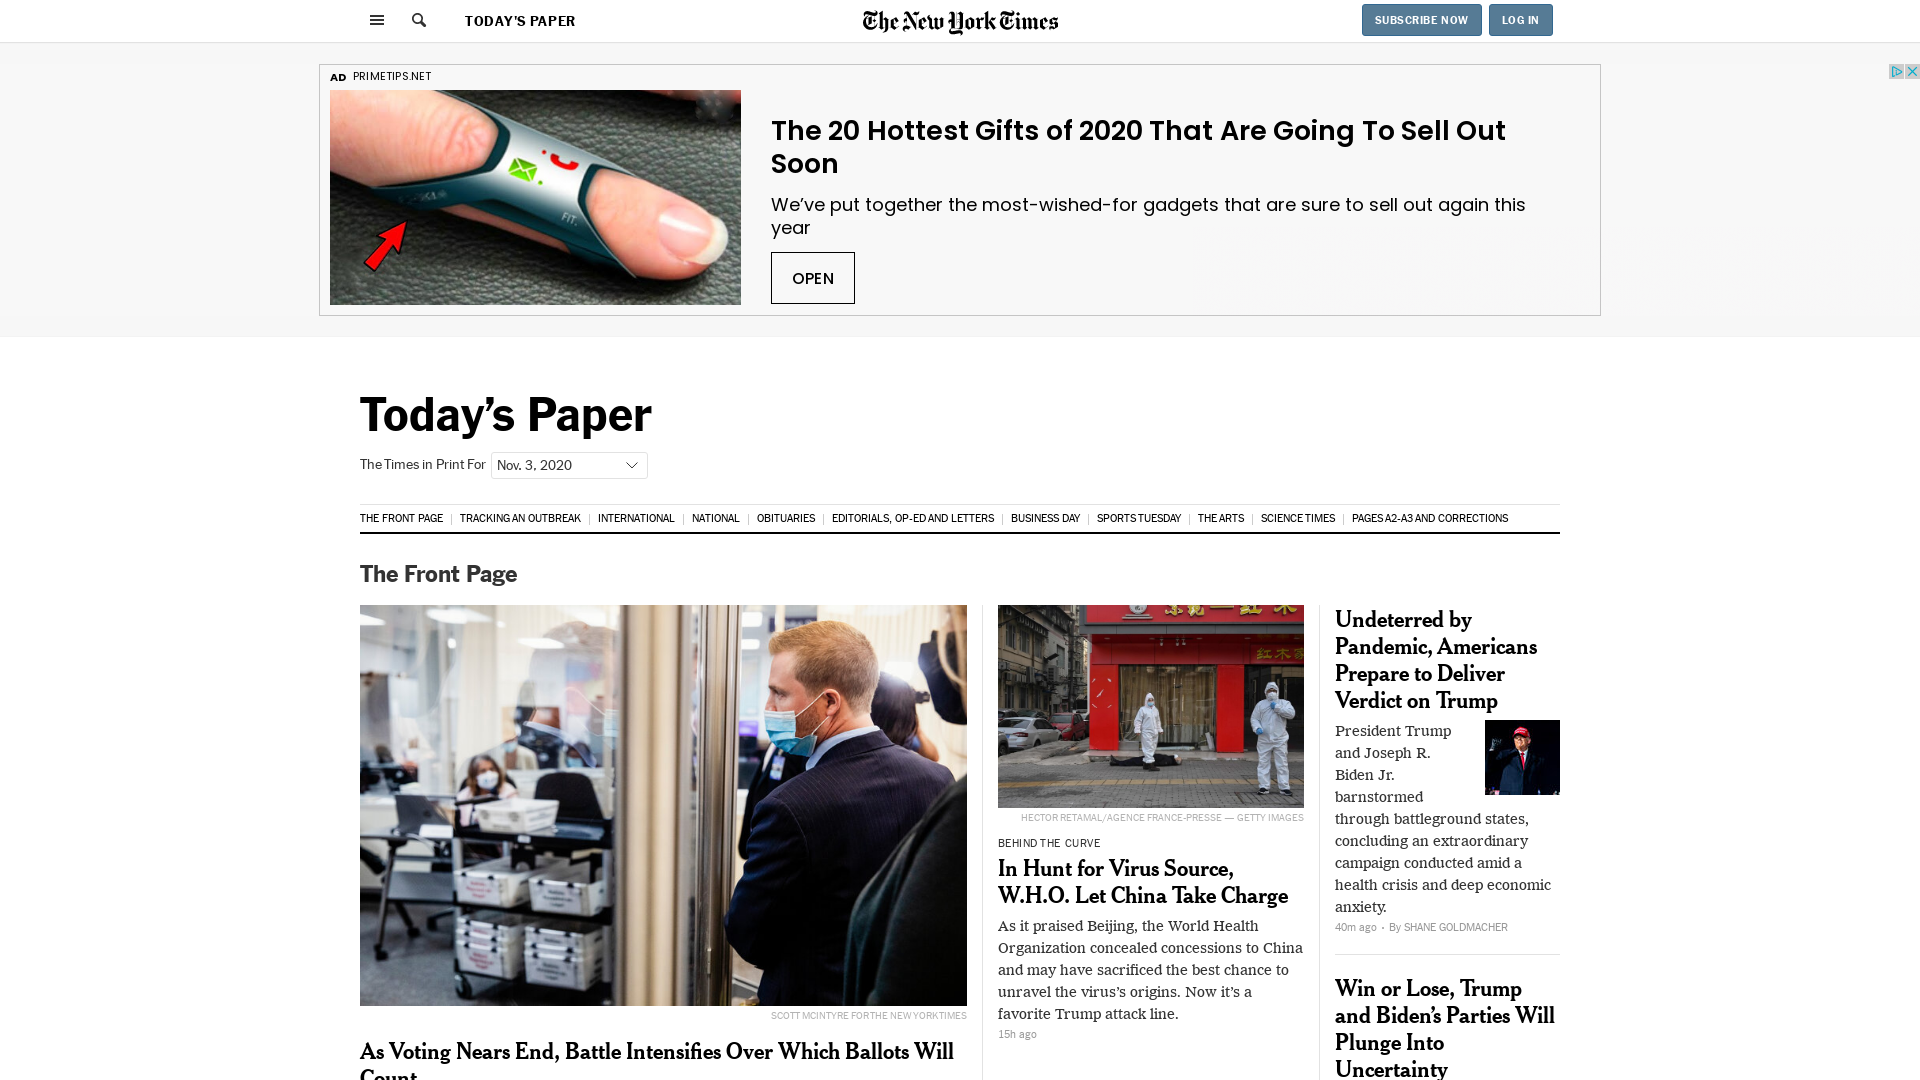 TODAY'S PAPER
The New York Times
SUBSCRIBE NOW
LOG IN
AD PRIMETIPS.NET
FIT.
The 20 Hottest Gifts of 2020 That Are Going To Sell Out
Soon
We've put together the most-wished-for gadgets that are sure to sell out again this
year
OPEN
Today's Paper
The Times in Print For Nov. 3, 2020
THE FRONT PAGE | TRACKING AN OUTBREAK | INTERNATIONAL | NATIONAL | OBITUARIES | EDITORIALS, OP-ED AND LETTERS | BUSINESS DAY | SPORTS TUESDAY | THE ARTS | SCIENCE TIMES | PAGES A2-A3 AND CORRECTIONS
The Front Page
SCOTT MCINTYRE FOR THE NEW YORK TIMES
As Voting Nears End, Battle Intensifies Over Which Ballots Will
Count
HECTOR RETAMAL/AGENCE FRANCE-PRESSE — GETTY IMAGES
BEHIND THE CURVE
In Hunt for Virus Source,
W.H.O. Let China Take Charge
As it praised Beijing, the World Health
Organization concealed concessions to China
and may have sacrificed the best chance to
unravel the virus's origins. Now it's a
favorite Trump attack line.
15h ago
Undeterred by
Pandemic, Americans
Prepare to Deliver
Verdict on Trump
President Trump
and Joseph R.
Biden Jr.
barnstormed
through battleground states,
concluding an extraordinary
campaign conducted amid a
health crisis and deep economic
anxiety.
40m ago · By SHANE GOLDMACHER
Win or Lose, Trump
and Biden's Parties Will
Plunge Into
Uncertainty